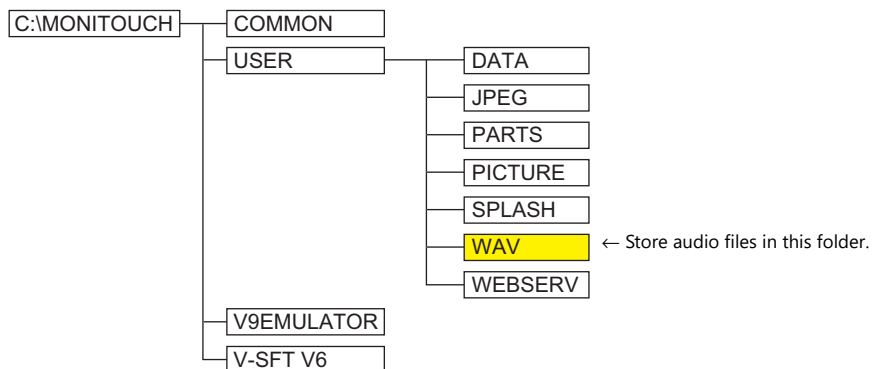 C:\MONITOUCH
COMMON
USER
DATA
JPEG
PARTS
PICTURE
SPLASH
WAV ← Store audio files in this folder.
WEBSERV
V9EMULATOR
V-SFT V6